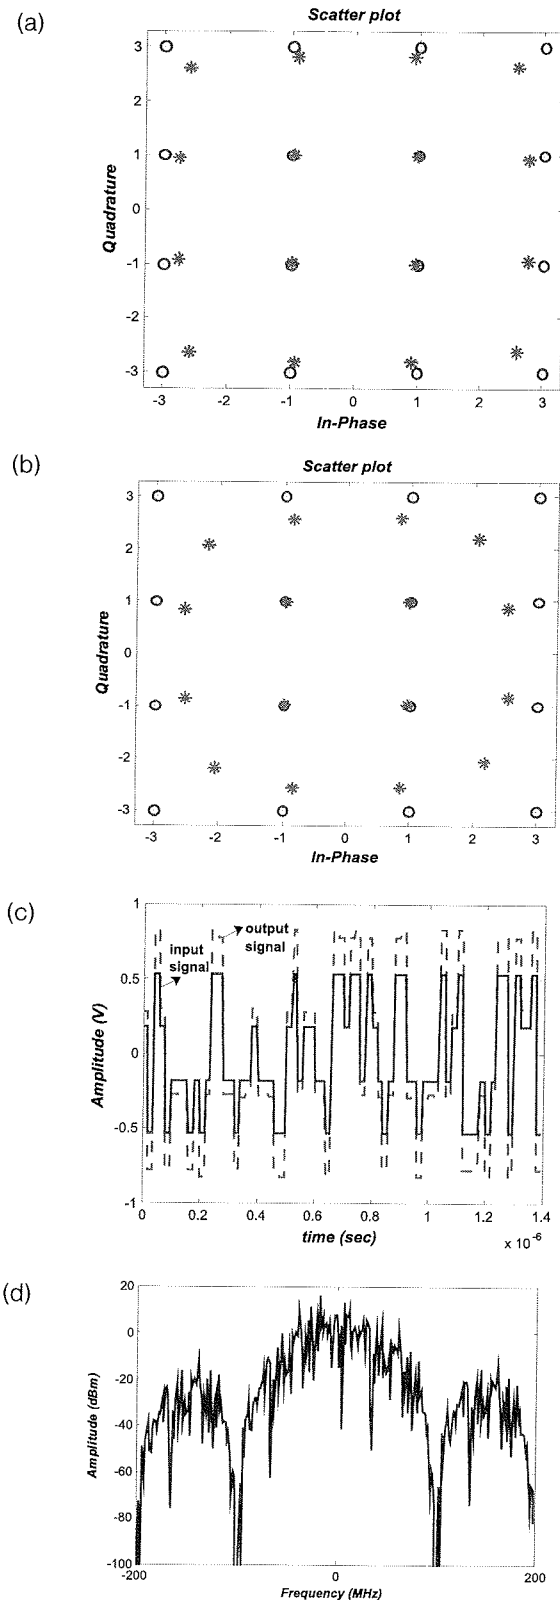 (a)
Scatter plot
3
2
1
0
-1
-2
-3
Quadrature
-3 -2 -1 0 1 2 3
In-Phase
(b)
Scatter plot
3
2
1
0
-1
-2
-3
Quadrature
-3 -2 -1 0 1 2 3
In-Phase
(c)
1
0.5
0
-0.5
-1
Amplitude (V)
input signal
output signal
0 0.2 0.4 0.6 0.8 1 1.2 1.4
time (sec)
x 10-6
(d)
20
0
-20
-40
-60
-80
-100
Amplitude (dBm)
-200 0 200
Frequency (MHz)